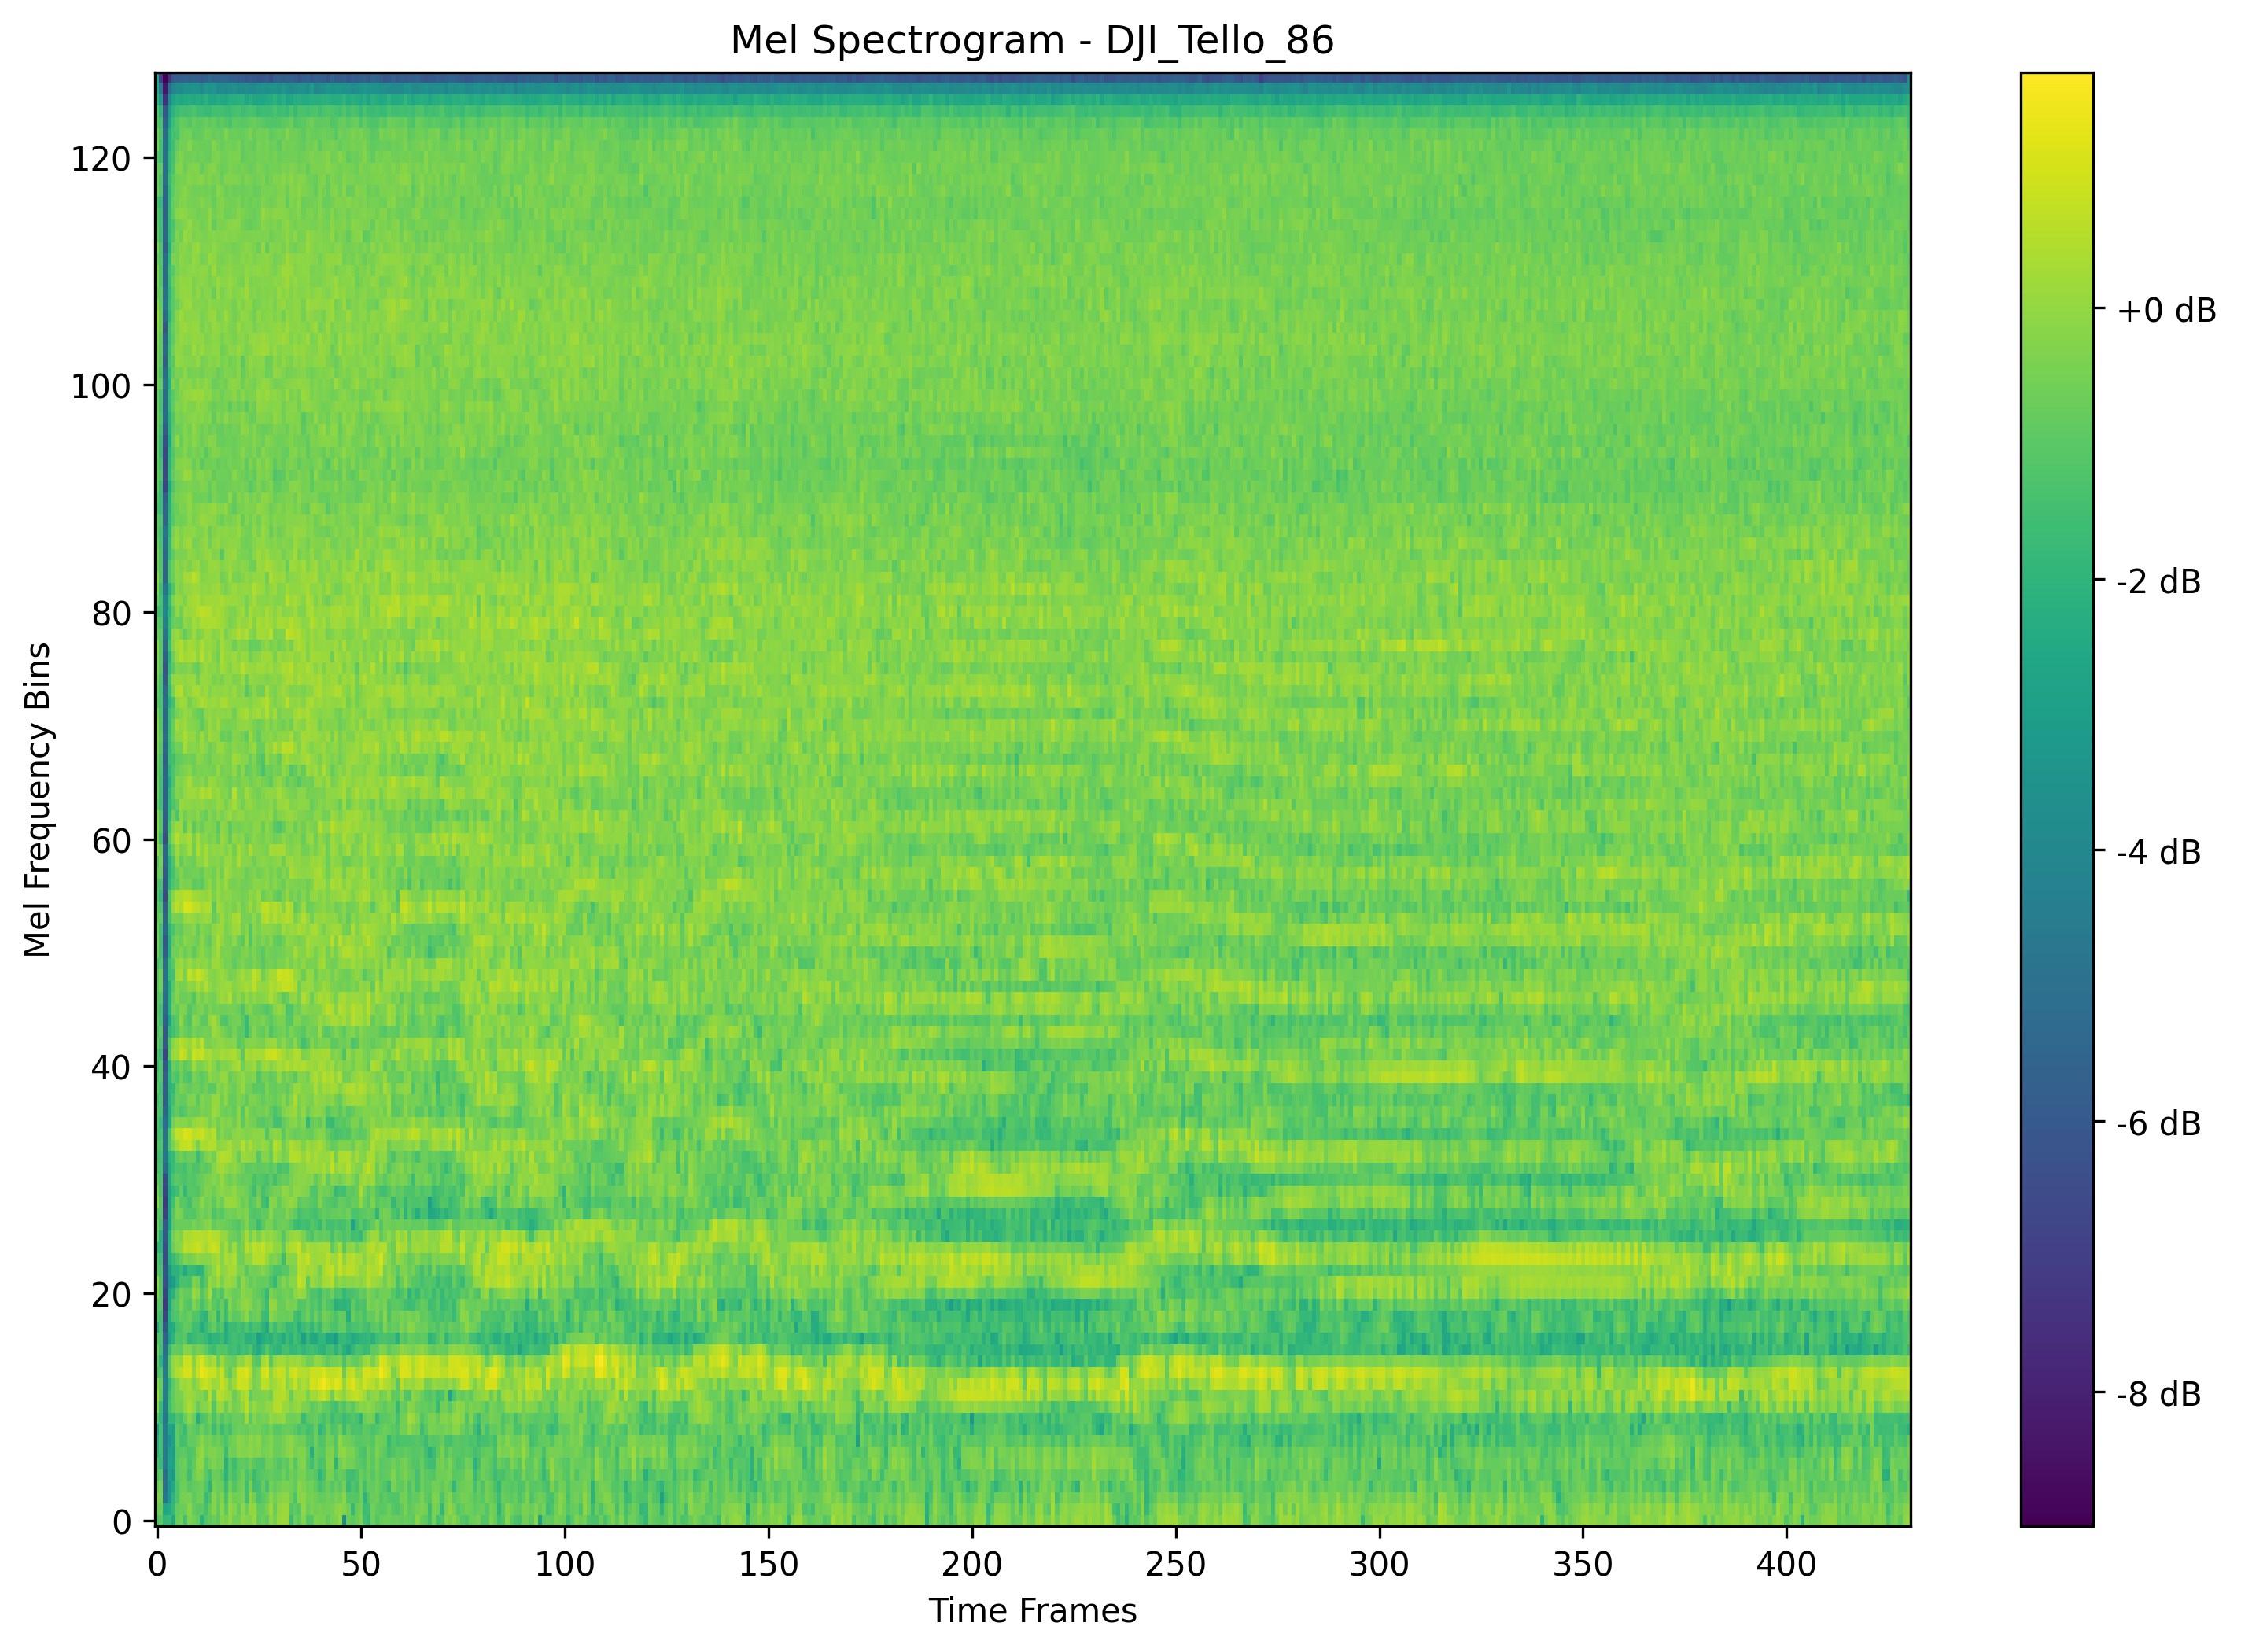 Mel Spectrogram - DJI_Tello_86
Mel Frequency Bins
120
100
80
60
40
20
0
0 50 100 150 200 250 300 350 400
Time Frames
+0 dB
-2 dB
-4 dB
-6 dB
-8 dB